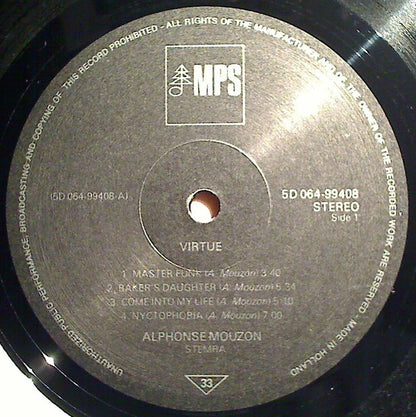 UNAUTHORIZED PUBLIC PERFORMANCE, BROADCASTING AND COPYING OF THIS RECORD PROHIBITED - ALL RIGHTS OF THE MANUFACTURER AND OF THE OWNER OF THE RECORDED WORK ARE RESERVED MADE IN HOLLAND
MPS
(5D 064-99408-A)
5D 064-99408
STEREO
Side 1
VIRTUE
1. MASTER FUNK (A. Mouzon) 3:40
2. BAKER'S DAUGHTER (A. Mouzon) 5:34
3. COME INTO MY LIFE (A. Mouzon) 5:10
4. NYCTOPHOBIA (A. Mouzon) 7:00
ALPHONSE MOUZON
STEMRA
33